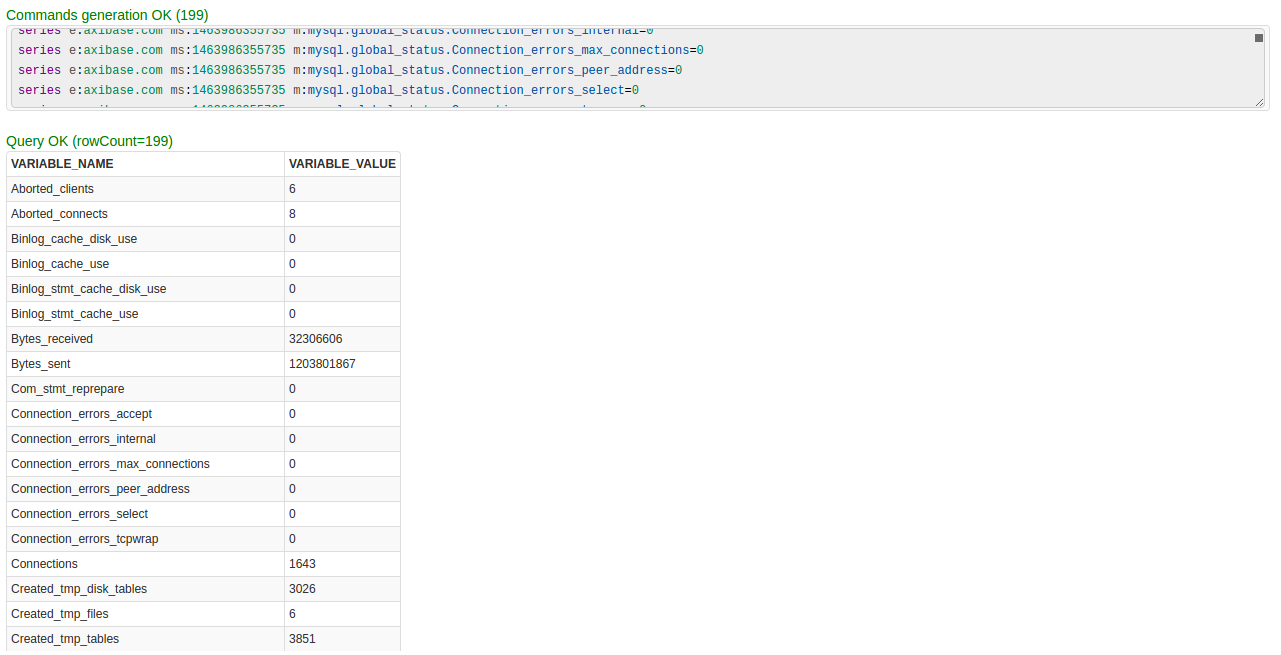 Commands generation OK (199)
series e:axibase.com ms:1463986355735 m:mysql.global_status.Connection_errors_internal=0
series e:axibase.com ms:1463986355735 m:mysql.global_status.Connection_errors_max_connections=0
series e:axibase.com ms:1463986355735 m:mysql.global_status.Connection_errors_peer_address=0
series e:axibase.com ms:1463986355735 m:mysql.global_status.Connection_errors_select=0
Query OK (rowCount=199)
VARIABLE_NAME VARIABLE_VALUE
Aborted_clients 6
Aborted_connects 8
Binlog_cache_disk_use 0
Binlog_cache_use 0
Binlog_stmt_cache_disk_use 0
Binlog_stmt_cache_use 0
Bytes_received 32306606
Bytes_sent 1203801867
Com_stmt_reprepare 0
Connection_errors_accept 0
Connection_errors_internal 0
Connection_errors_max_connections 0
Connection_errors_peer_address 0
Connection_errors_select 0
Connection_errors_tcpwrap 0
Connections 1643
Created_tmp_disk_tables 3026
Created_tmp_files 6
Created_tmp_tables 3851